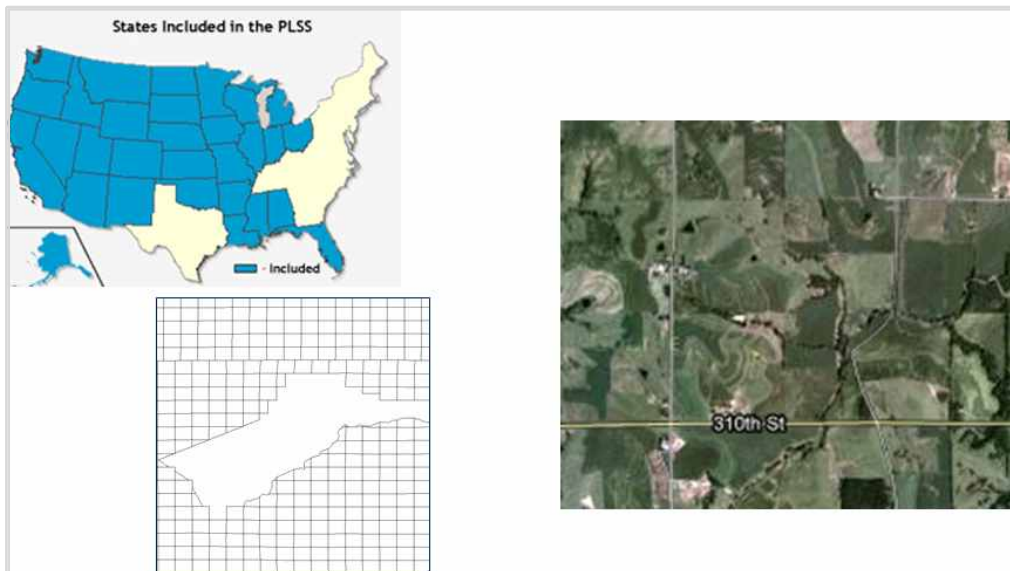 States Included in the PLSS
- Included
310th St